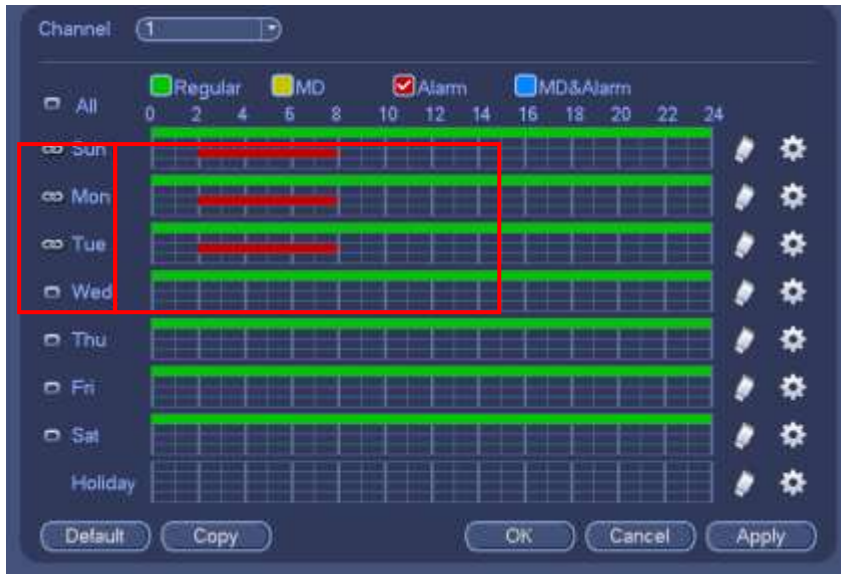 Channel 1
Regular MD Alarm MD&Alarm
All 0 2 4 6 8 10 12 14 16 18 20 22 24
Sun
Mon
Tue
Wed
Thu
Fri
Sat
Holiday
Default Copy OK Cancel Apply